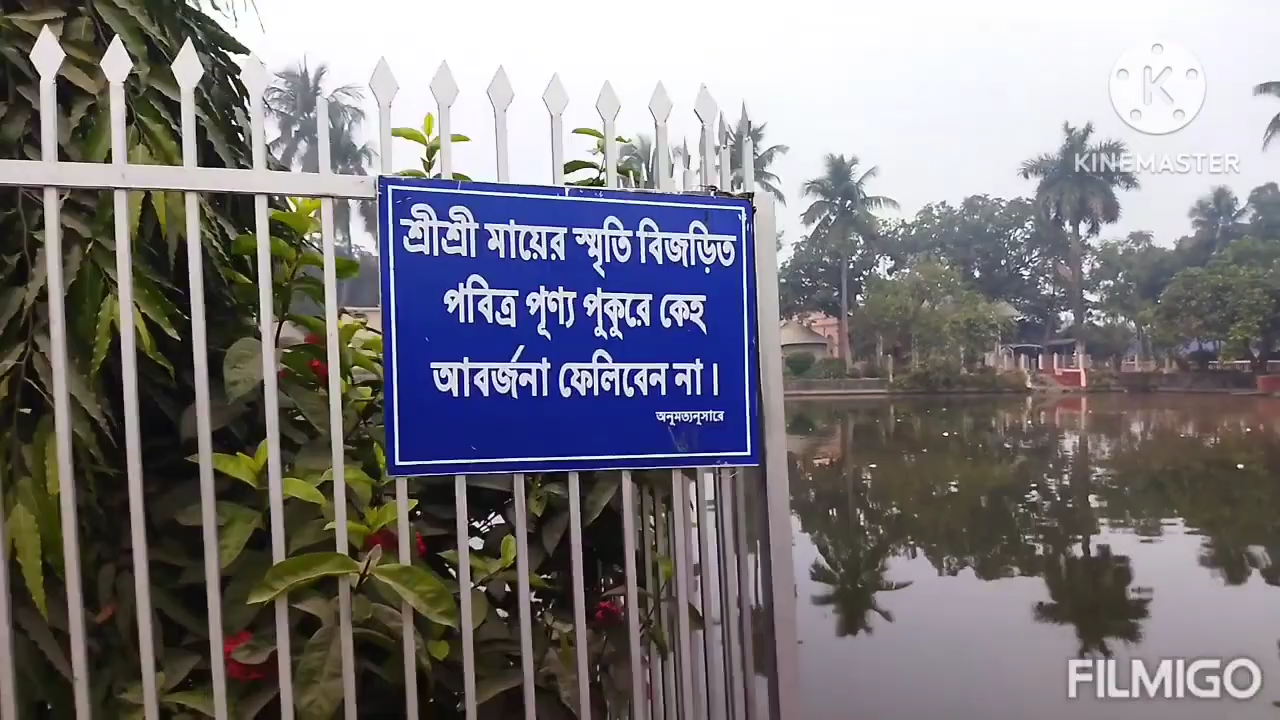 শ্রীশ্রী মায়ের স্মৃতি বিজড়িত
পবিত্র পূণ্য পুকুরে কেহ
আবর্জনা ফেলিবেন না।
অনুমত্যনুসারে
K
KINEMASTER
FILMIGO